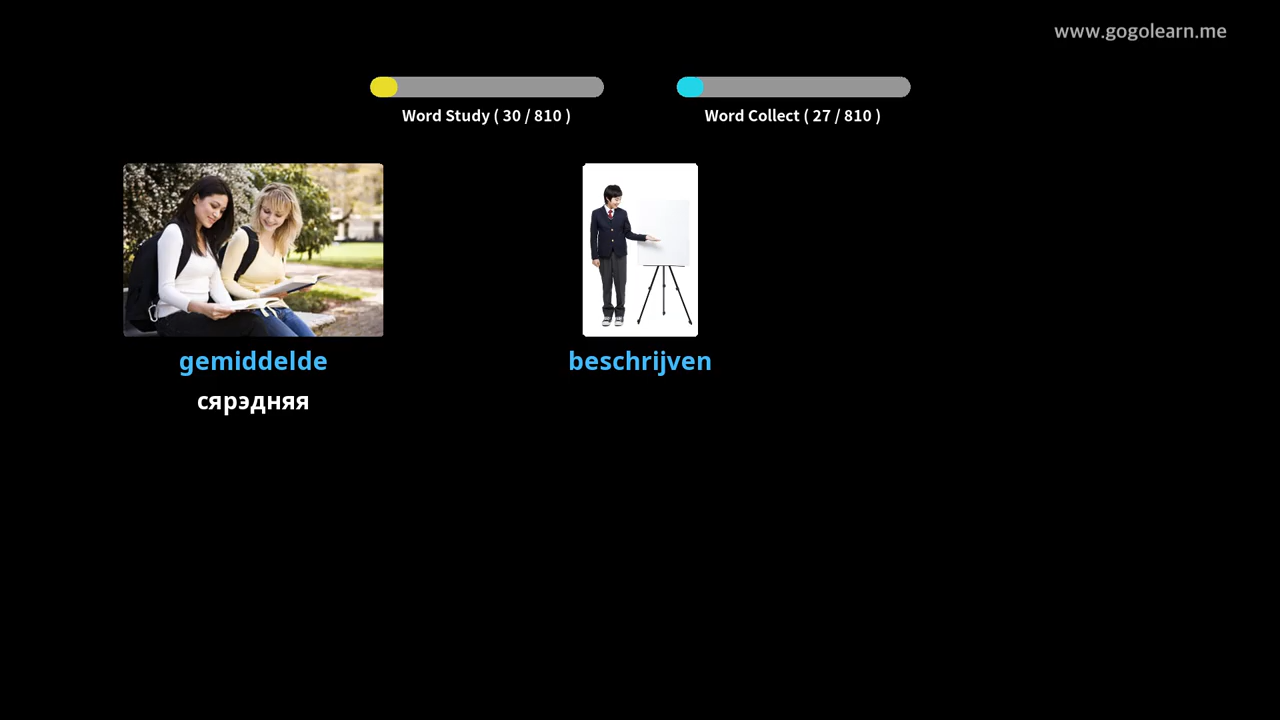 www.gogolearn.me
Word Study ( 30 / 810 )
Word Collect ( 27 / 810 )
gemiddelde
beschrijven
сярэдняя